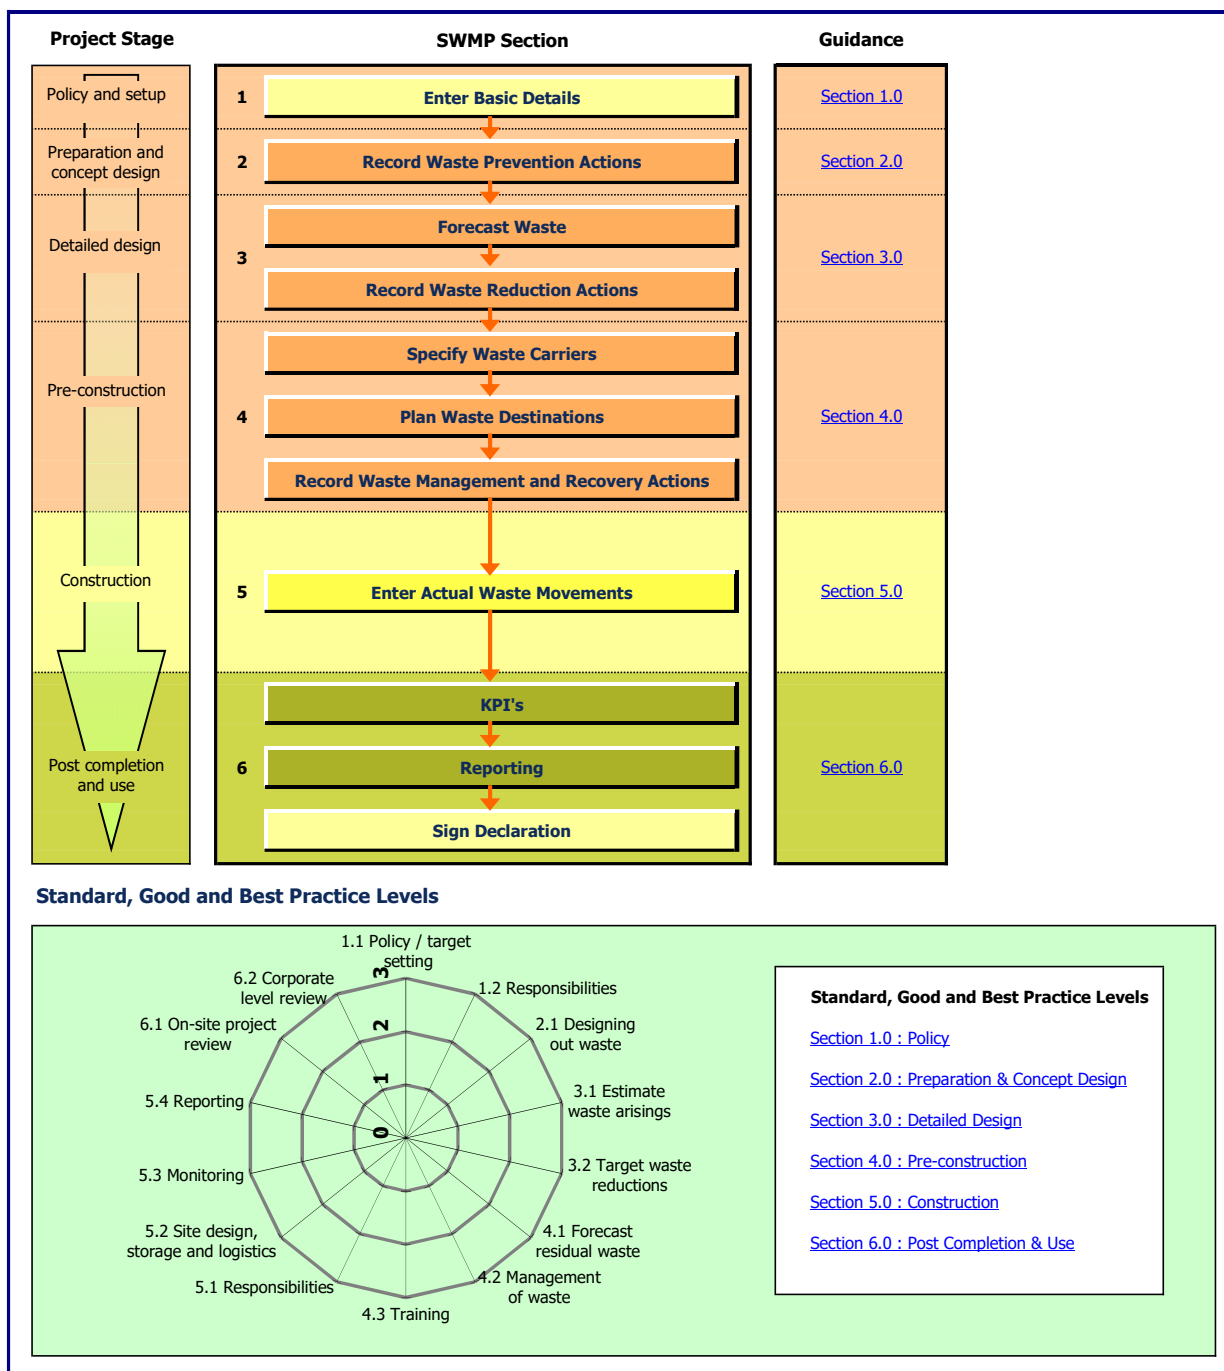 Project Stage
SWMP Section
Guidance
Policy and setup
1
Enter Basic Details
Section 1.0
Preparation and
concept design
2
Record Waste Prevention Actions
Section 2.0
Detailed design
3
Forecast Waste
Record Waste Reduction Actions
Section 3.0
Pre-construction
4
Specify Waste Carriers
Plan Waste Destinations
Record Waste Management and Recovery Actions
Section 4.0
Construction
5
Enter Actual Waste Movements
Section 5.0
Post completion
and use
6
KPI's
Reporting
Sign Declaration
Section 6.0
Standard, Good and Best Practice Levels
1.1 Policy / target
setting
1.2 Responsibilities
2.1 Designing
out waste
3.1 Estimate
waste arisings
3.2 Target waste
reductions
4.1 Forecast
residual waste
4.2 Management
of waste
4.3 Training
5.1 Responsibilities
5.2 Site design,
storage and logistics
5.3 Monitoring
5.4 Reporting
6.1 On-site project
review
6.2 Corporate
level review
3
2
1
0
Standard, Good and Best Practice Levels
Section 1.0 : Policy
Section 2.0 : Preparation & Concept Design
Section 3.0 : Detailed Design
Section 4.0 : Pre-construction
Section 5.0 : Construction
Section 6.0 : Post Completion & Use